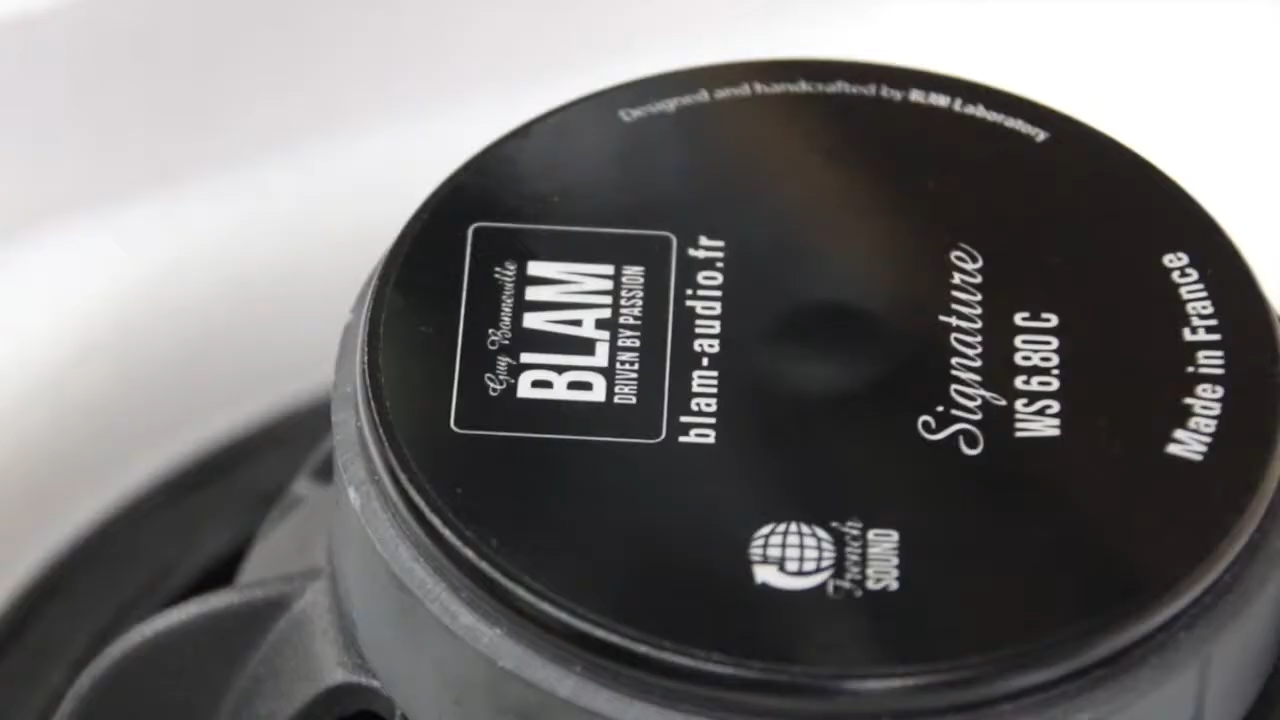 Designed and handcrafted by BLAM Laboratory
Guy Bonneville
BLAM
DRIVEN BY PASSION
blam-audio.fr
Signature
WS 6.80 C
Made in France
French
SOUND